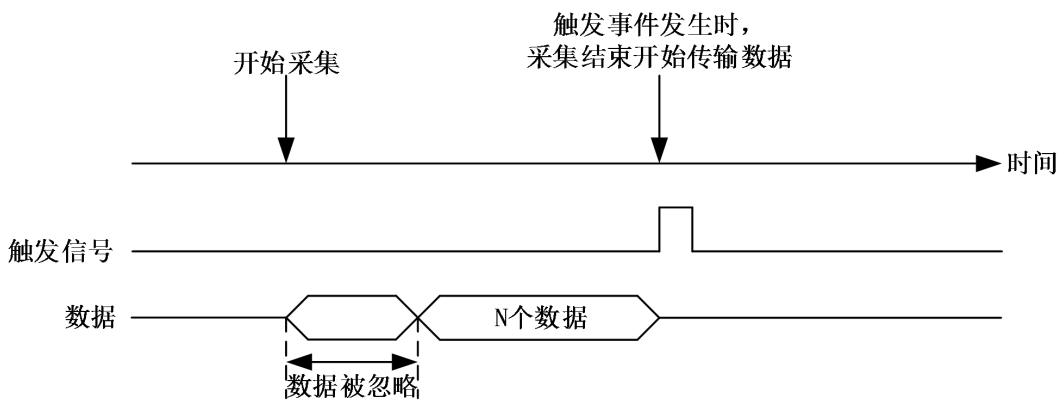 触发事件发生时，
采集结束开始传输数据
开始采集
时间
触发信号
数据
N个数据
数据被忽略